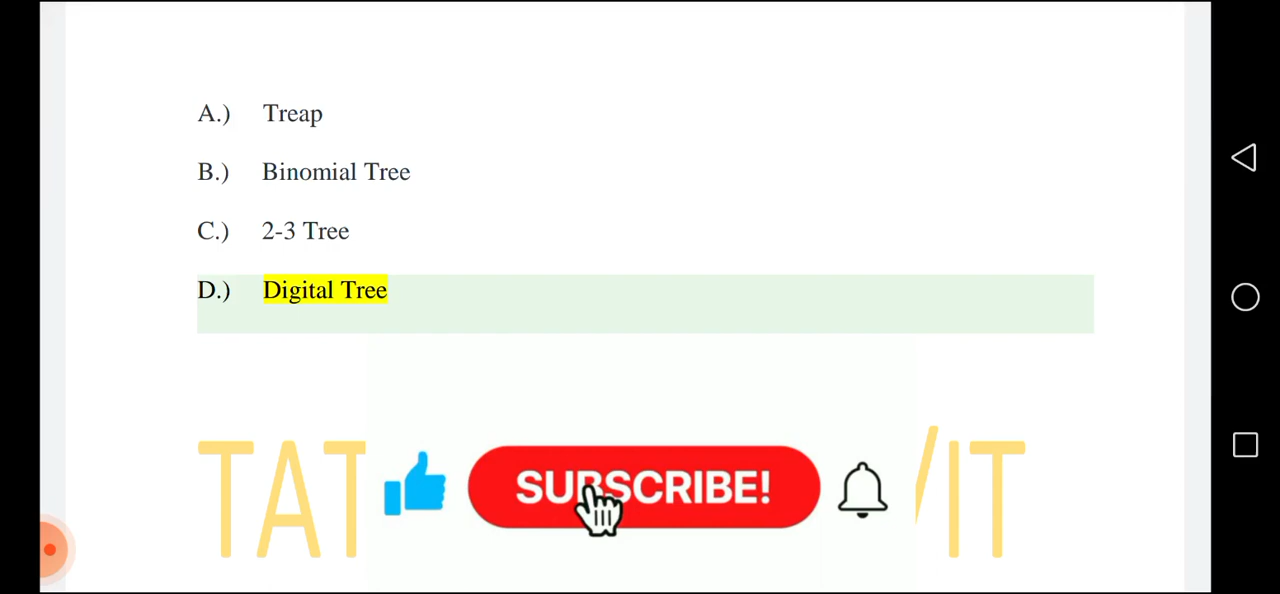 A.) Treap
B.) Binomial Tree
C.) 2-3 Tree
D.) Digital Tree
SUBSCRIBE!